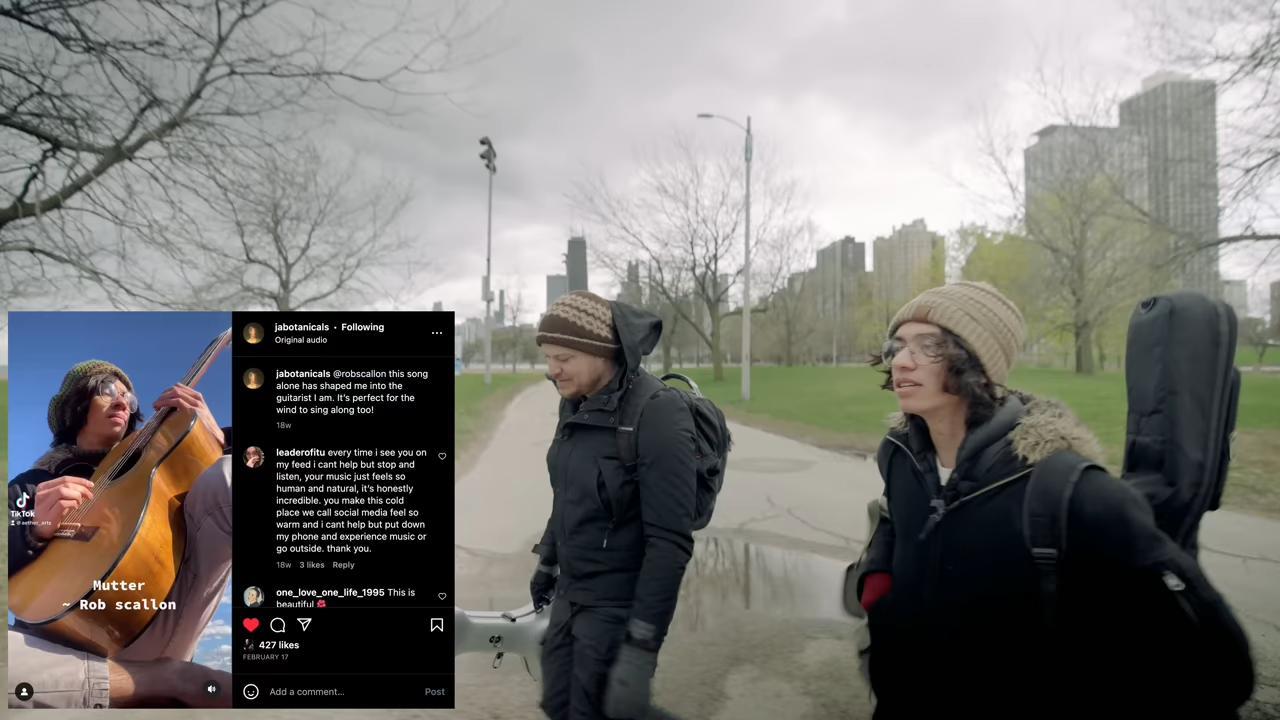 jabotanicals • Following
Original audio
jabotanicals @robscallon this song
alone has shaped me into the
guitarist I am. It's perfect for the
wind to sing along too!
18w
leaderofitu every time i see you on
my feed i cant help but stop and
listen, your music just feels so
human and natural, it's honestly
incredible. you make this cold
place we call social media feel so
warm and i cant help but put down
my phone and experience music or
go outside. thank you.
18w 3 likes Reply
one_love_one_life_1995 This is
beautiful
427 likes
FEBRUARY 17
Add a comment... Post
TikTok
@aether_arts
Mutter
~ Rob scallon